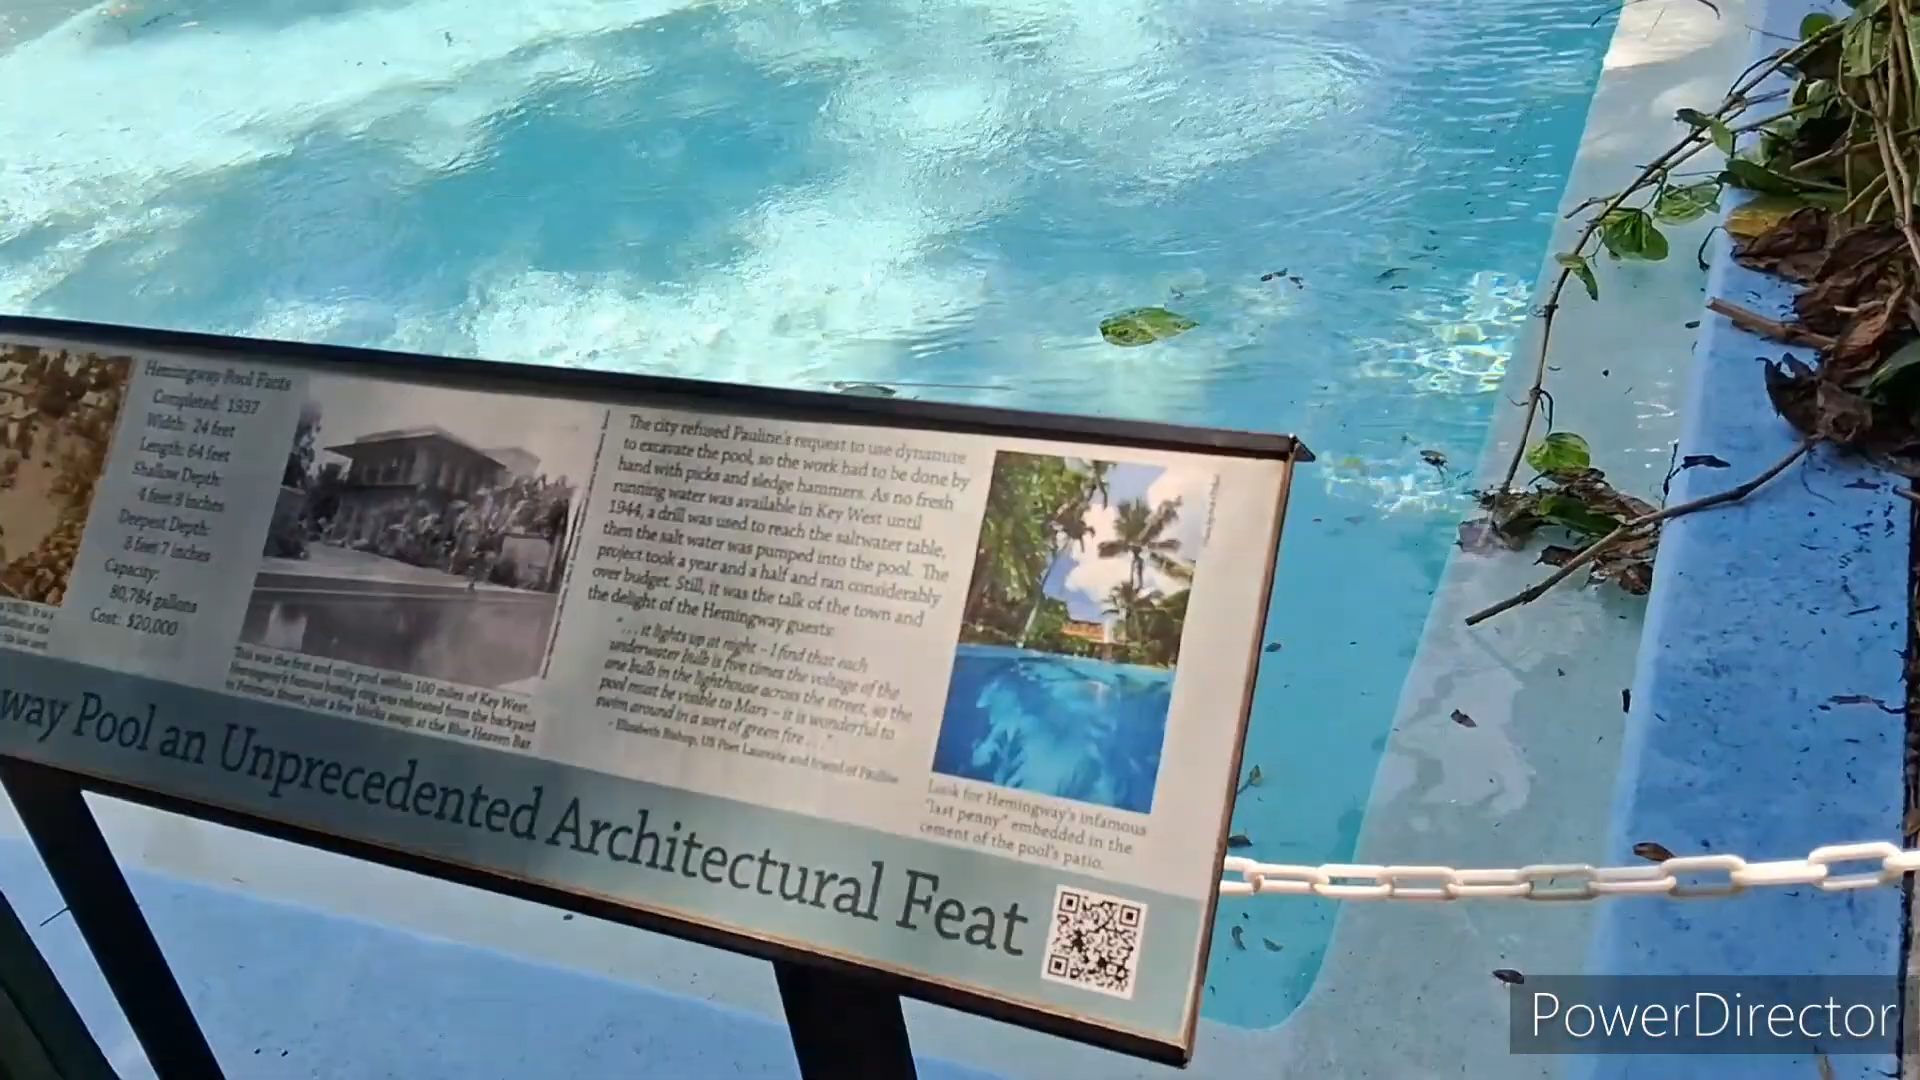 Hemingway Pool Facts
Completed: 1937
Width: 24 feet
Length: 64 feet
Shallow Depth:
4 feet 8 inches
Deepest Depth:
8 feet 7 inches
Capacity:
80,784 gallons
Cost: $20,000
This was the first and only pool within 100 miles of Key West.
Hemingway's famous boxing ring was relocated from the backyard
to Petronia Street, just a few blocks away, at the Blue Heaven Bar
The city refused Pauline's request to use dynamite
to excavate the pool, so the work had to be done by
hand with picks and sledge hammers. As no fresh
running water was available in Key West until
1944, a drill was used to reach the saltwater table,
then the salt water was pumped into the pool. The
project took a year and a half and ran considerably
over budget. Still, it was the talk of the town and
the delight of the Hemingway guests:
"...it lights up at night – I find that each
underwater bulb is five times the voltage of the
one bulb in the lighthouse across the street, so the
pool must be visible to Mars – it is wonderful to
swim around in a sort of green fire..."
- Elizabeth Bishop, US Poet Laureate and friend of Pauline
Look for Hemingway's infamous
"last penny" embedded in the
cement of the pool's patio.
way Pool an Unprecedented Architectural Feat
PowerDirector